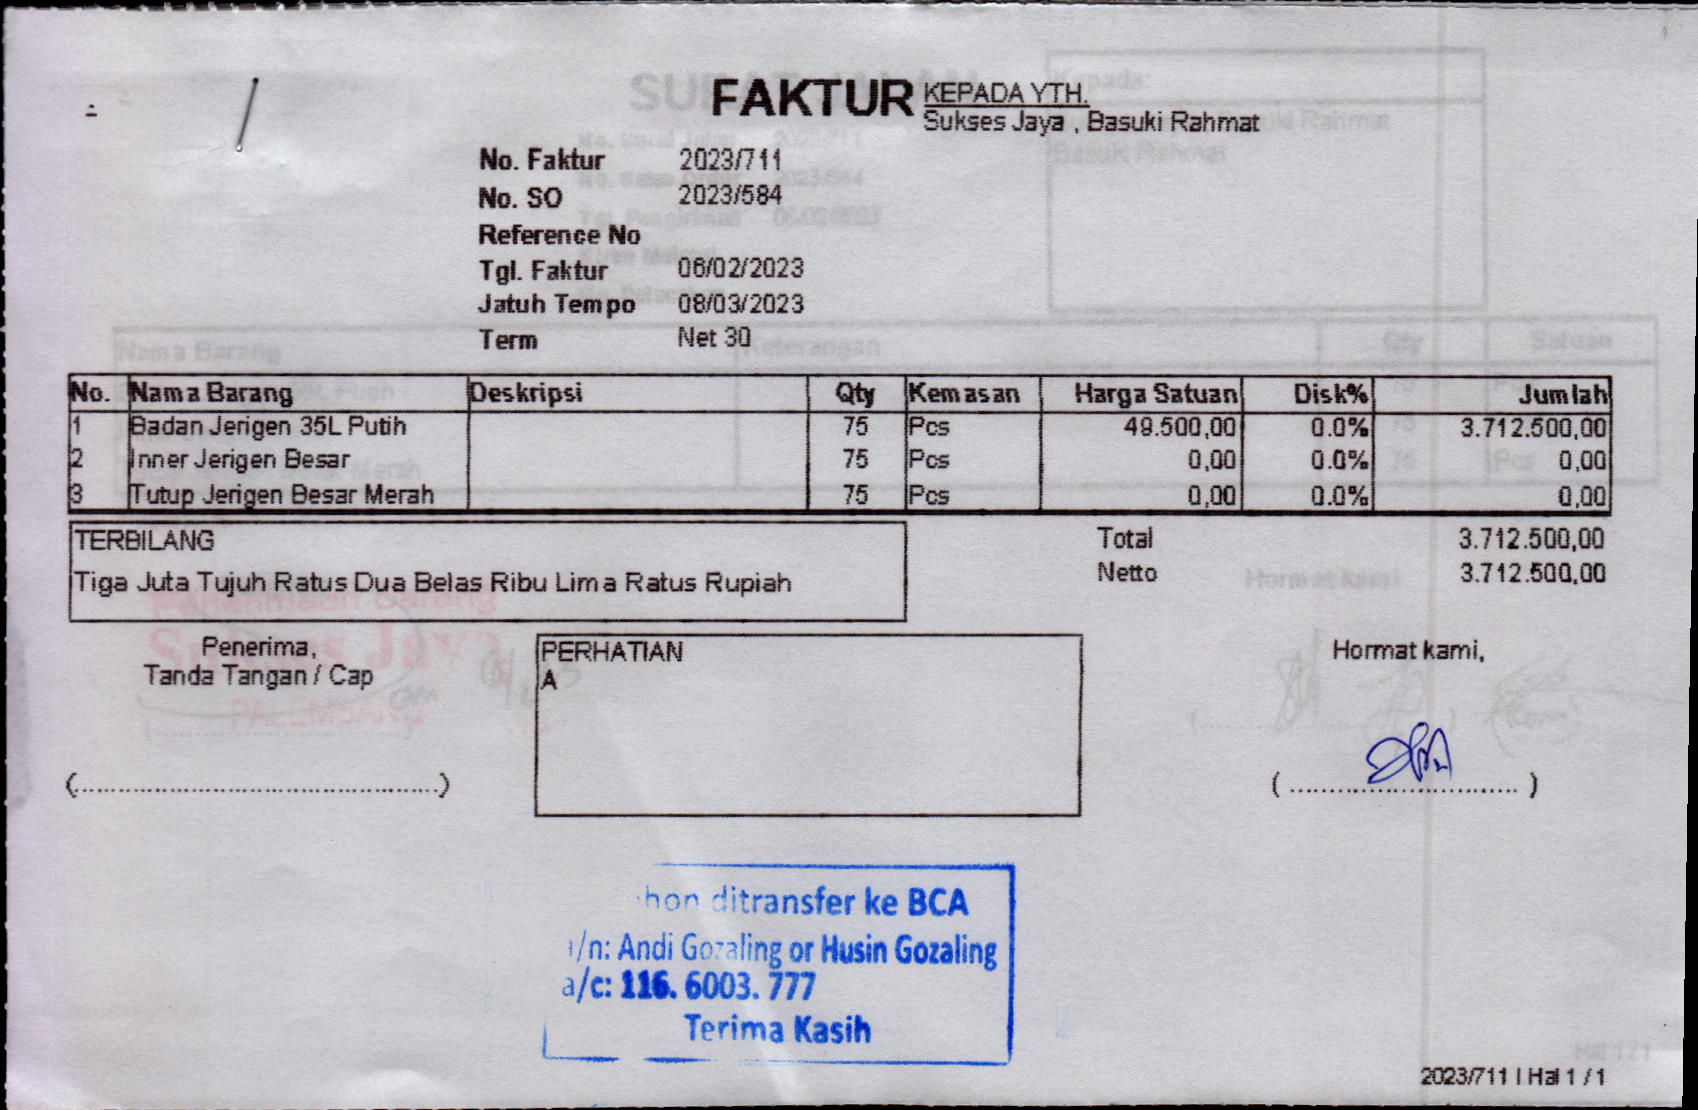 FAKTUR
KEPADA YTH.
Sukses Jaya , Basuki Rahmat
No. Faktur 2023/711
No. SO 2023/584
Reference No
Tgl. Faktur 06/02/2023
Jatuh Tempo 08/03/2023
Term Net 30
No. Nama Barang Deskripsi Qty Kemasan Harga Satuan Disk% Jumlah
1 Badan Jerigen 35L Putih 75 Pcs 49.500,00 0.0% 3.712.500,00
2 Inner Jerigen Besar 75 Pcs 0,00 0.0% 0,00
3 Tutup Jerigen Besar Merah 75 Pcs 0,00 0.0% 0,00
TERBILANG
Tiga Juta Tujuh Ratus Dua Belas Ribu Lima Ratus Rupiah
Total 3.712.500,00
Netto 3.712.500,00
Penerima,
Tanda Tangan / Cap
PERHATIAN
A
Hormat kami,
(................................................)
(............................)
ditransfer ke BCA
a/n: Andi Gozaling or Husin Gozaling
a/c: 116. 6003. 777
Terima Kasih
2023/711 | Hal 1 / 1